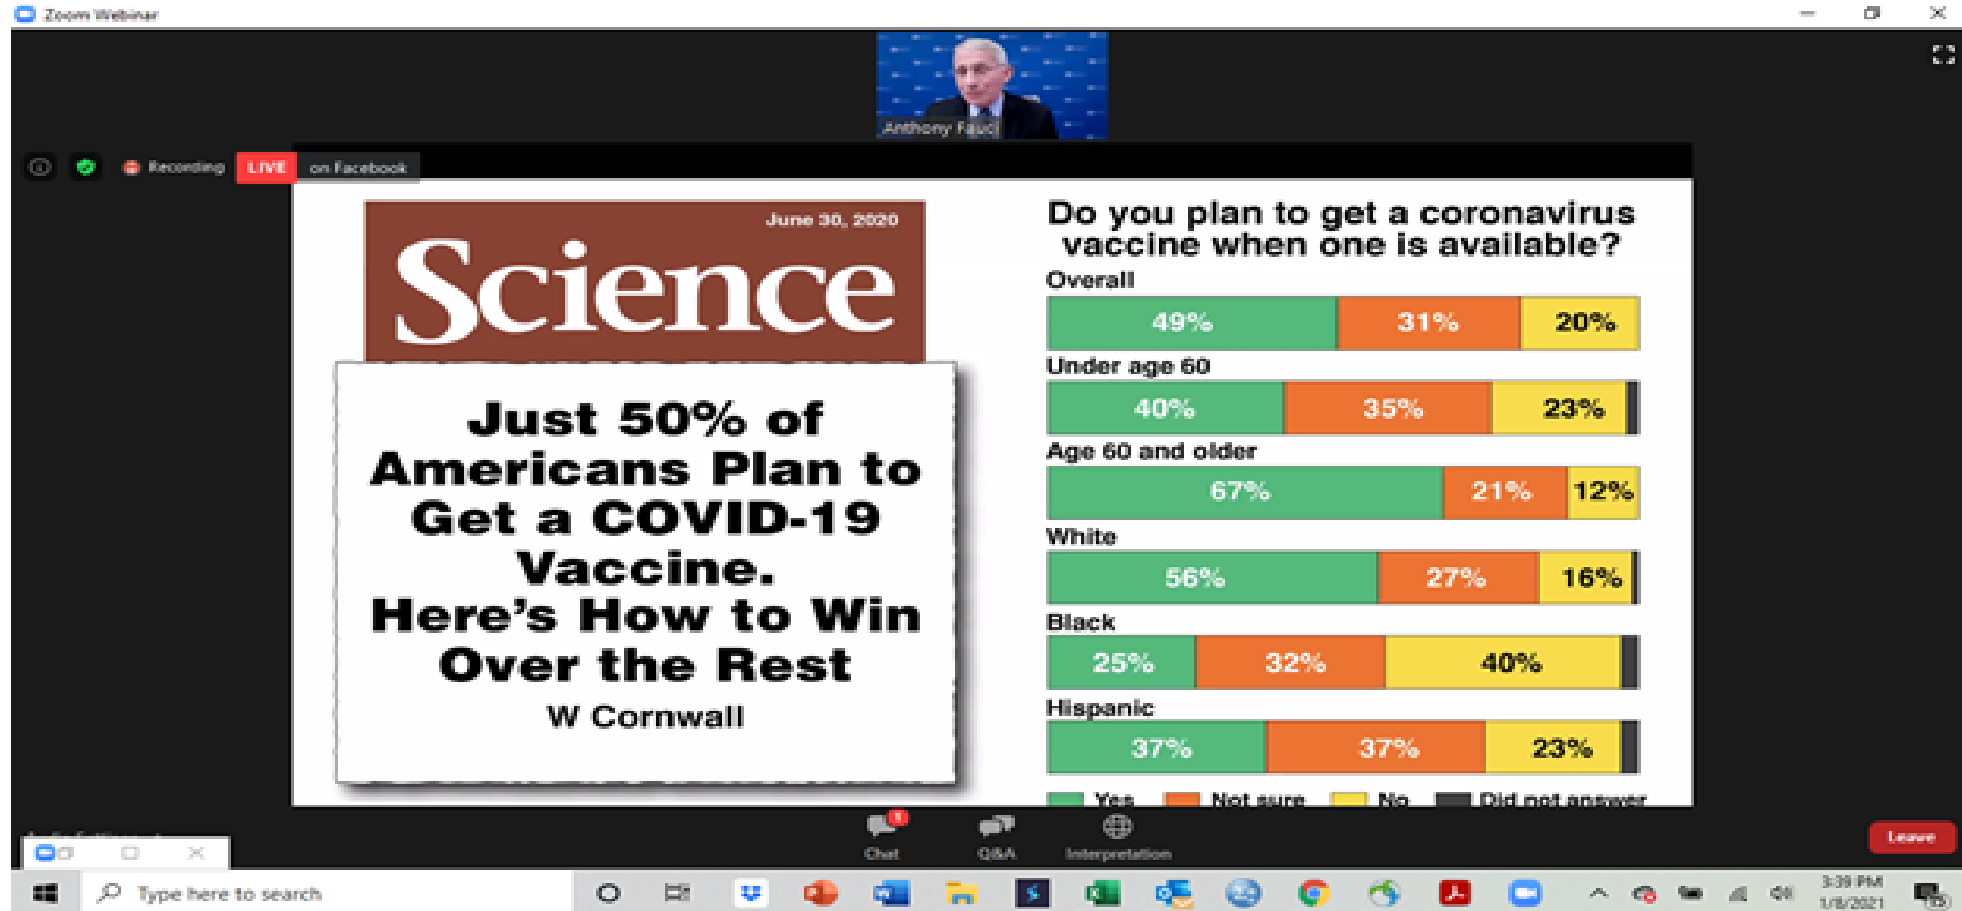 Zoom Webinar
Anthony Fauci
Recording
LIVE
on Facebook
June 30, 2020
Science
Just 50% of
Americans Plan to
Get a COVID-19
Vaccine.
Here's How to Win
Over the Rest
W Cornwall
Do you plan to get a coronavirus
vaccine when one is available?
Overall
49% 31% 20%
Under age 60
40% 35% 23%
Age 60 and older
67% 21% 12%
White
56% 27% 16%
Black
25% 32% 40%
Hispanic
37% 37% 23%
Yes Not sure No Did not answer
Chat Q&A Interpretation
Leave
Type here to search
3:39 PM
1/8/2021